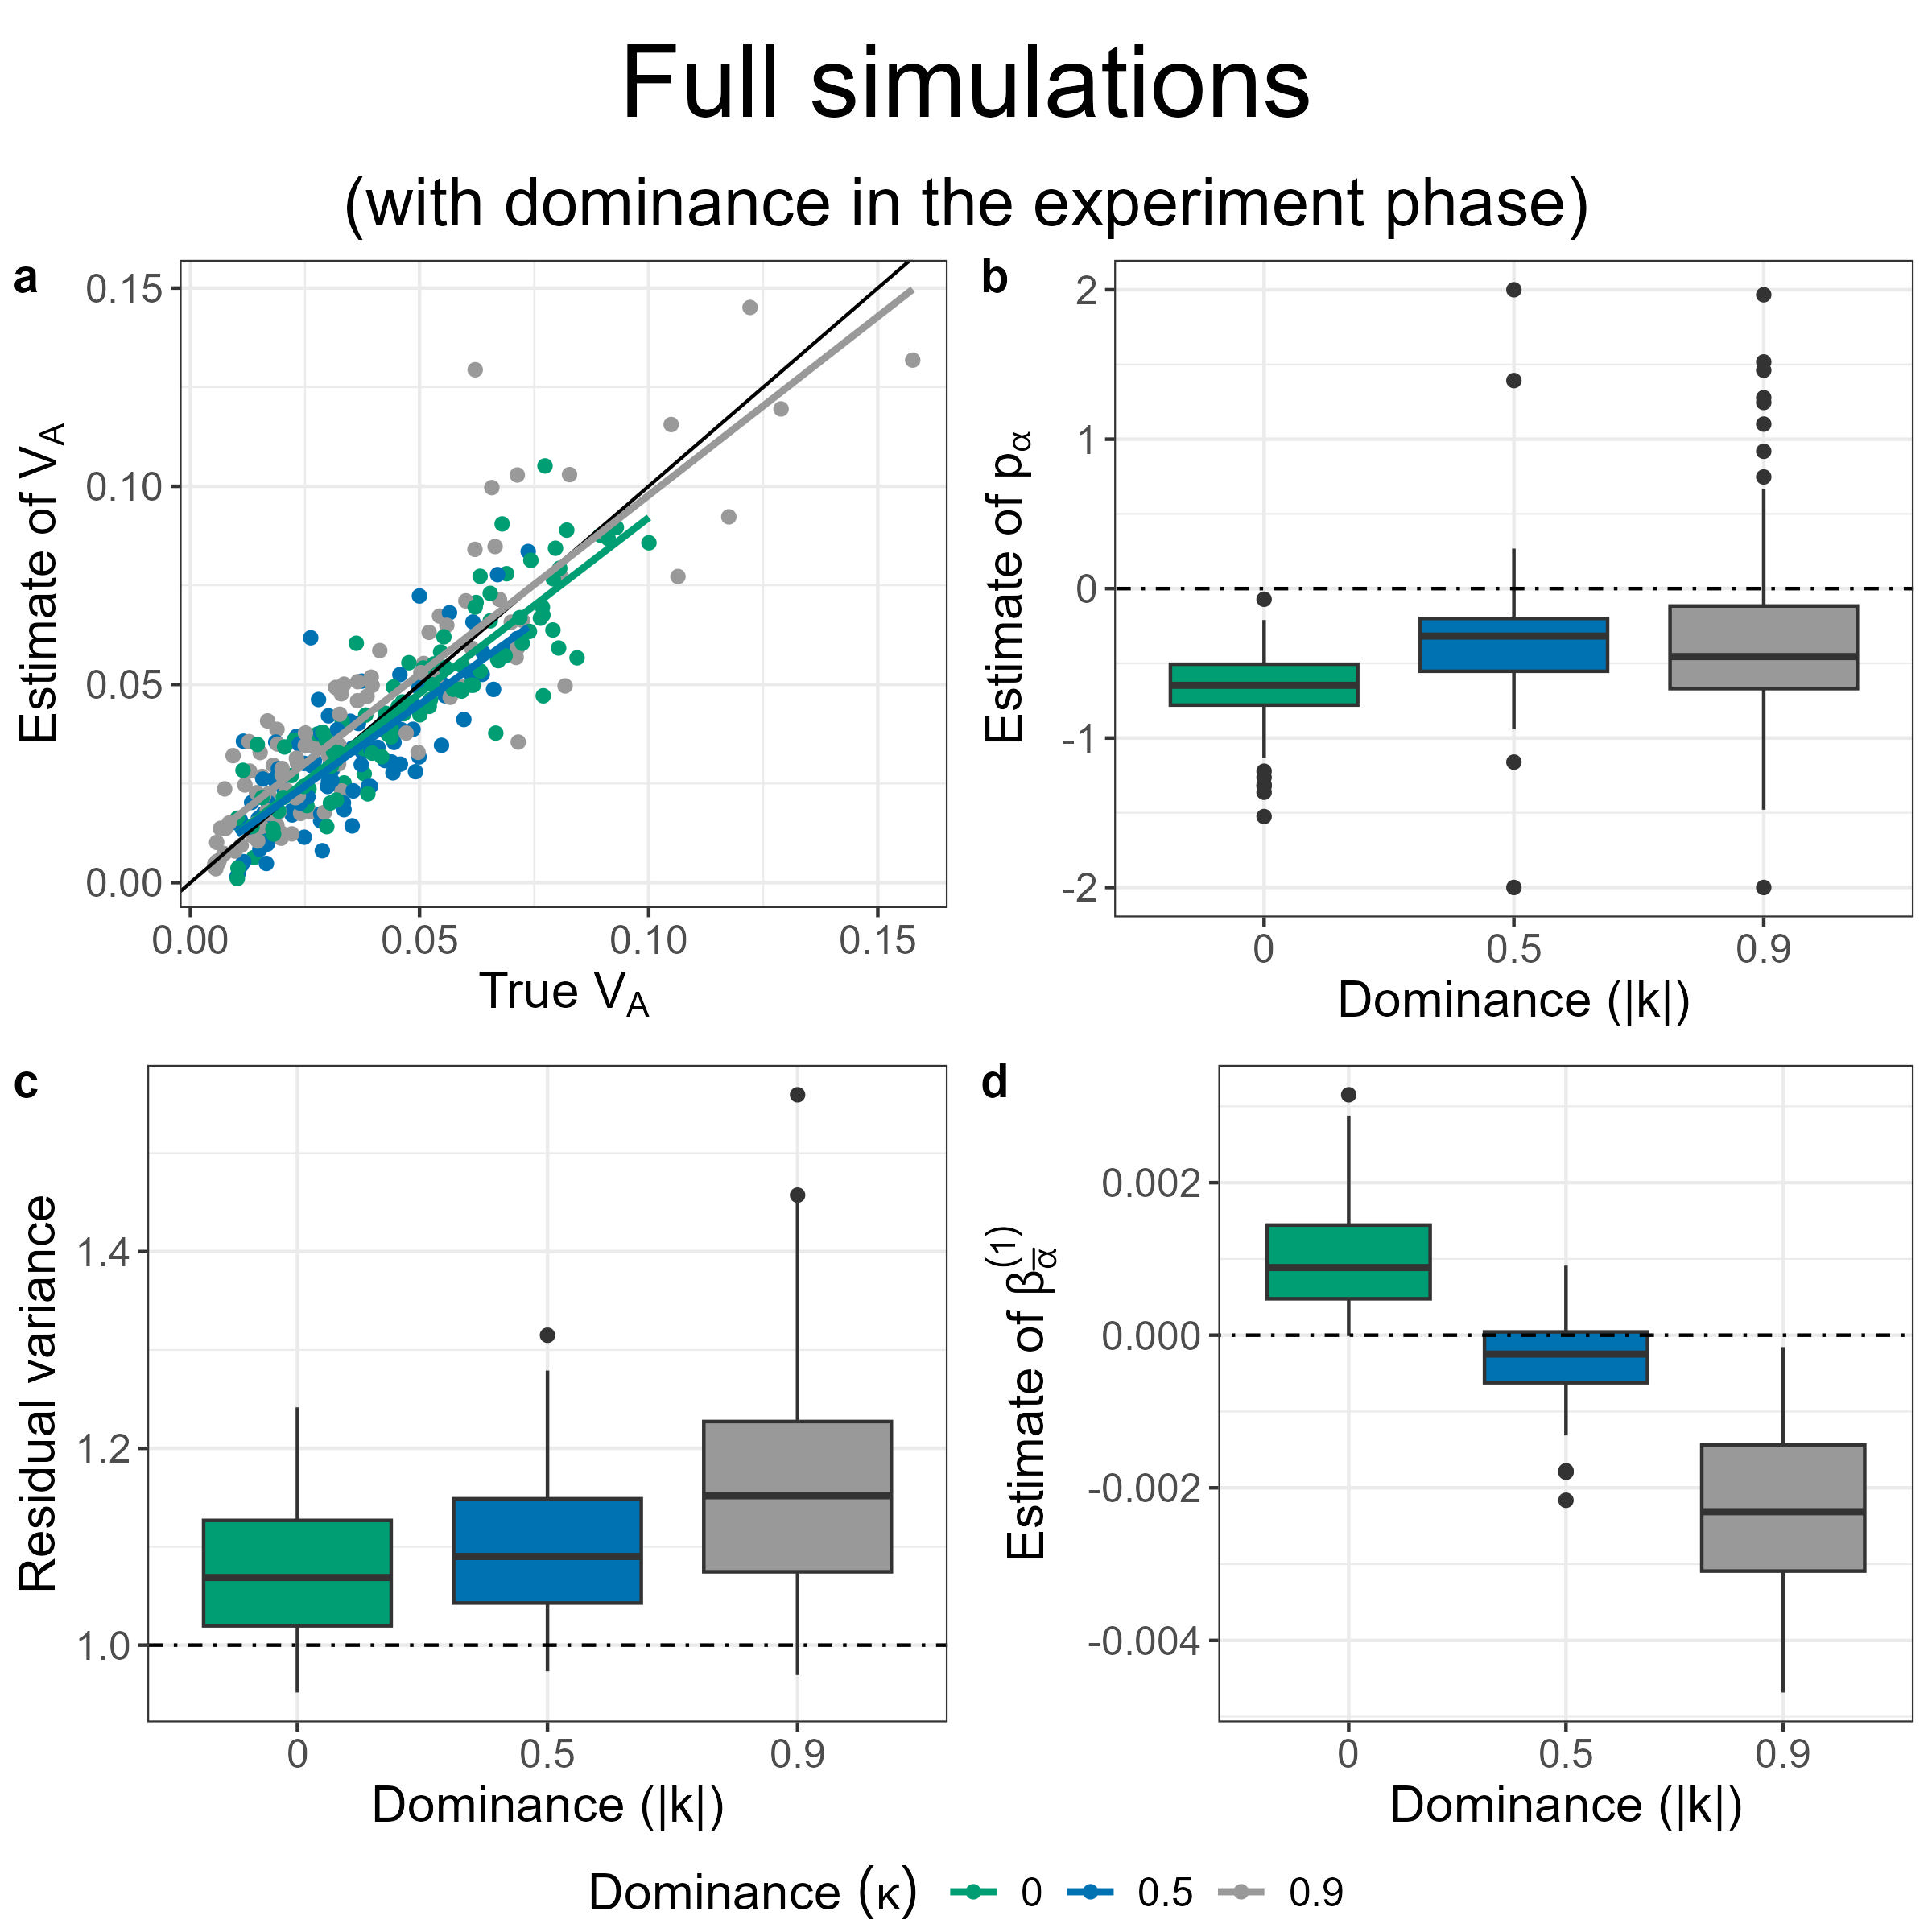 Full simulations
(with dominance in the experiment phase)
a
Estimate of V_A
0.15
0.10
0.05
0.00
0.00 0.05 0.10 0.15
True V_A
b
Estimate of p_α
2
1
0
-1
-2
0 0.5 0.9
Dominance (|k|)
c
Residual variance
1.4
1.2
1.0
0 0.5 0.9
Dominance (|k|)
d
Estimate of β_α̅^(1)
0.002
0.000
-0.002
-0.004
0 0.5 0.9
Dominance (|k|)
Dominance (κ) 0 0.5 0.9